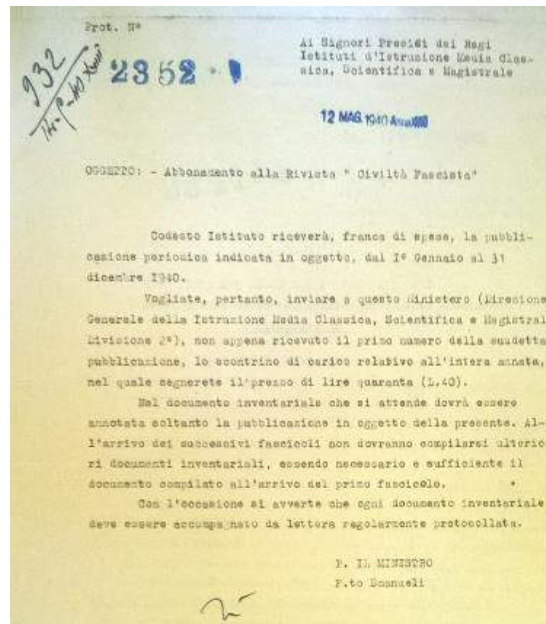 Prot. N°
2352
932
Ai Signori Presidi dei Regi
Istituti d'Istruzione Media Clas-
sica, Scientifica e Magistrale
12 MAG. 1940 Anno XVIII
OGGETTO: - Abbonamento alla Rivista " Civiltà Fascista"
Codesto Istituto riceverà, franca di spese, la pubbli-
cazione periodica indicata in oggetto, dal I° Gennaio al 31
dicembre 1940.
Vogliate, pertanto, inviare a questo Ministero (Direzione
Generale della Istruzione Media Classica, Scientifica e Magistral
Divisione 2°), non appena ricevuto il primo numero della suddetta
pubblicazione, lo scontrino di carico relativo all'intera annata,
nel quale segnerete il prezzo di lire quaranta (L.40).
Nel documento inventariale che si attende dovrà essere
annotata soltanto la pubblicazione in oggetto della presente. Al-
l'arrivo dei successivi fascicoli non dovranno compilarsi ulterio
ri documenti inventariali, essendo necessario e sufficiente il
documento compilato all'arrivo del primo fascicolo.
Con l'occasione si avverte che ogni documento inventariale
deve essere accompagnato da lettera regolarmente protocollata.
P. IL MINISTRO
F.to Emanueli